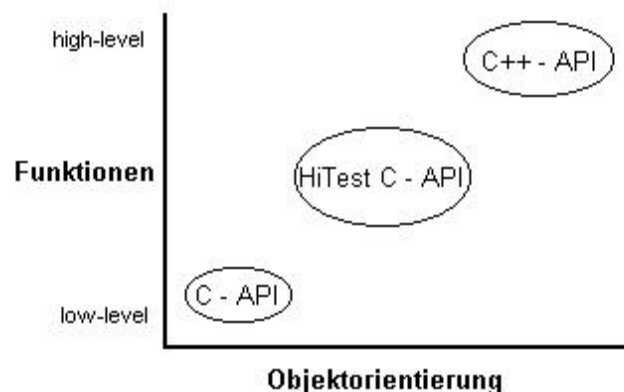 high-level
C++ - API
Funktionen
HiTest C - API
C - API
low-level
Objektorientierung